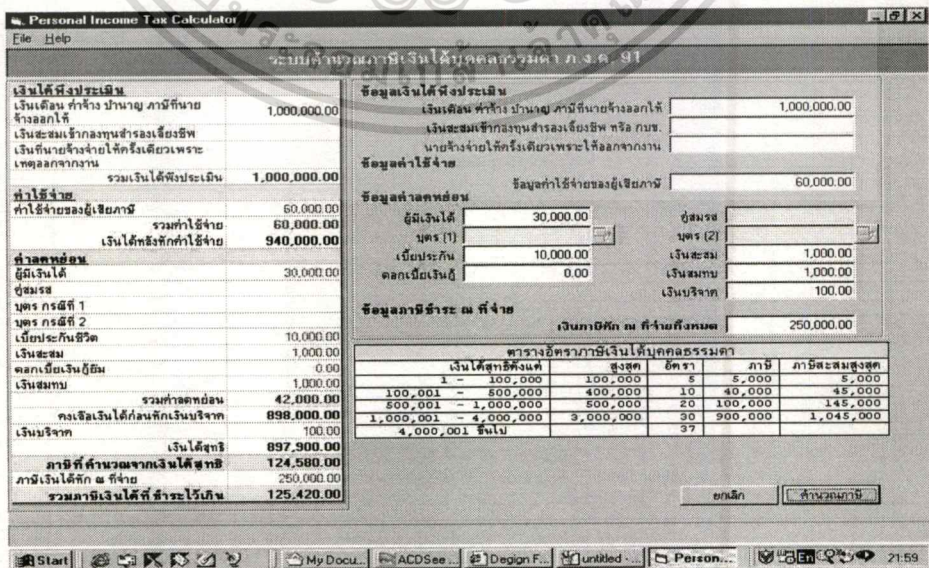 Personal Income Tax Calculator
File Help
ระบบคำนวณภาษีเงินได้บุคคลธรรมดา ภ.ง.ด. 91
เงินได้พึงประเมิน
เงินเดือน ค่าจ้าง บำนาญ ภาษีที่นาย
จ้างออกให้ 1,000,000.00
เงินสะสมเข้ากองทุนสำรองเลี้ยงชีพ
เงินที่นายจ้างจ่ายให้ครั้งเดียวเพราะ
เหตุออกจากงาน
รวมเงินได้พึงประเมิน 1,000,000.00
ค่าใช้จ่าย
ค่าใช้จ่ายของผู้เสียภาษี 60,000.00
รวมค่าใช้จ่าย 60,000.00
เงินได้หลังหักค่าใช้จ่าย 940,000.00
ค่าลดหย่อน
ผู้มีเงินได้ 30,000.00
คู่สมรส
บุตร กรณีที่ 1
บุตร กรณีที่ 2
เบี้ยประกันชีวิต 10,000.00
เงินสะสม 1,000.00
ดอกเบี้ยเงินกู้ยืม 0.00
เงินสมทบ 1,000.00
รวมค่าลดหย่อน 42,000.00
คงเหลือเงินได้ก่อนหักเงินบริจาค 898,000.00
เงินบริจาค 100.00
เงินได้สุทธิ 897,900.00
ภาษีที่คำนวณจากเงินได้สุทธิ 124,580.00
ภาษีเงินได้หัก ณ ที่จ่าย 250,000.00
รวมภาษีเงินได้ที่ชำระไว้เกิน 125,420.00
ข้อมูลเงินได้พึงประเมิน
เงินเดือน ค่าจ้าง บำนาญ ภาษีที่นายจ้างออกให้ 1,000,000.00
เงินสะสมเข้ากองทุนสำรองเลี้ยงชีพ หรือ กบข.
นายจ้างจ่ายให้ครั้งเดียวเพราะให้ออกจากงาน
ข้อมูลค่าใช้จ่าย
ข้อมูลค่าใช้จ่ายของผู้เสียภาษี 60,000.00
ข้อมูลค่าลดหย่อน
ผู้มีเงินได้ 30,000.00 คู่สมรส
บุตร (1) บุตร (2)
เบี้ยประกัน 10,000.00 เงินสะสม 1,000.00
ดอกเบี้ยเงินกู้ 0.00 เงินสมทบ 1,000.00
เงินบริจาค 100.00
ข้อมูลภาษีชำระ ณ ที่จ่าย
เงินภาษีหัก ณ ที่จ่ายทั้งหมด 250,000.00
ตารางอัตราภาษีเงินได้บุคคลธรรมดา
เงินได้สุทธิตั้งแต่ สูงสุด อัตรา ภาษี ภาษีสะสมสูงสุด
1 - 100,000 100,000 5 5,000 5,000
100,001 - 500,000 400,000 10 40,000 45,000
500,001 - 1,000,000 500,000 20 100,000 145,000
1,000,001 - 4,000,000 3,000,000 30 900,000 1,045,000
4,000,001 ขึ้นไป 37
ยกเลิก คำนวณภาษี
Start My Docu... ACDSee ... Degign F... untitled - ... Person... En 21:59